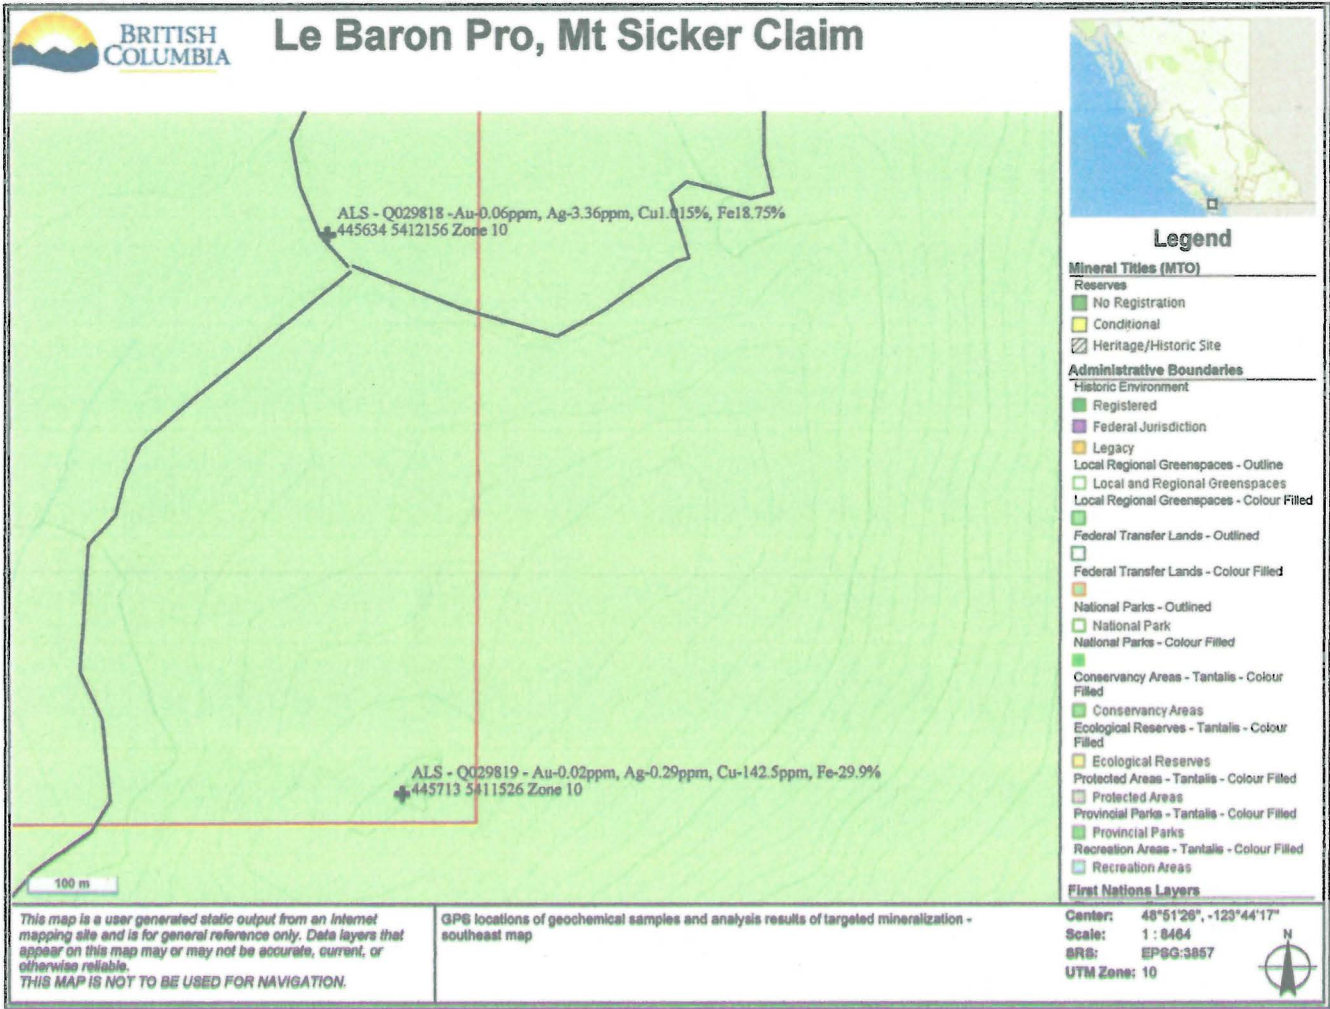 BRITISH
COLUMBIA
Le Baron Pro, Mt Sicker Claim
ALS - Q029818 -Au-0.06ppm, Ag-3.36ppm, Cu1.015%, Fe18.75%
445634 5412156 Zone 10
ALS - Q029819 - Au-0.02ppm, Ag-0.29ppm, Cu-142.5ppm, Fe-29.9%
445713 5411526 Zone 10
100 m
Legend
Mineral Titles (MTO)
Reserves
No Registration
Conditional
Heritage/Historic Site
Administrative Boundaries
Historic Environment
Registered
Federal Jurisdiction
Legacy
Local Regional Greenspaces - Outline
Local and Regional Greenspaces
Local Regional Greenspaces - Colour Filled
Federal Transfer Lands - Outlined
Federal Transfer Lands - Colour Filled
National Parks - Outlined
National Park
National Parks - Colour Filled
Conservancy Areas - Tantalis - Colour
Filled
Conservancy Areas
Ecological Reserves - Tantalis - Colour
Filled
Ecological Reserves
Protected Areas - Tantalis - Colour Filled
Protected Areas
Provincial Parks - Tantalis - Colour Filled
Provincial Parks
Recreation Areas - Tantalis - Colour Filled
Recreation Areas
First Nations Layers
This map is a user generated static output from an Internet
mapping site and is for general reference only. Data layers that
appear on this map may or may not be accurate, current, or
otherwise reliable.
THIS MAP IS NOT TO BE USED FOR NAVIGATION.
GPS locations of geochemical samples and analysis results of targeted mineralization -
southeast map
Center: 48°51'26", -123°44'17"
Scale: 1 : 8464
SRS: EPSG:3857
UTM Zone: 10
N